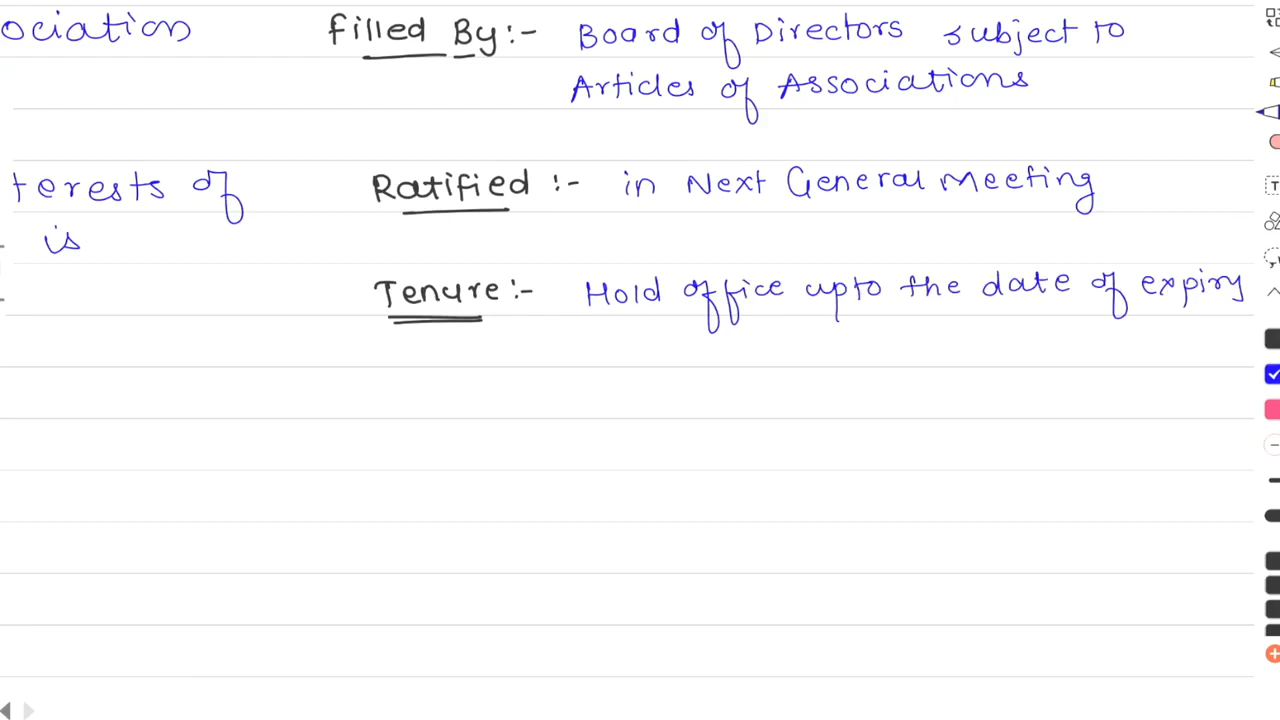 ociation
terests of
is
Filled By:- Board of Directors subject to
Articles of Associations
Ratified :- in Next General Meeting
Tenure :- Hold office upto the date of expiry